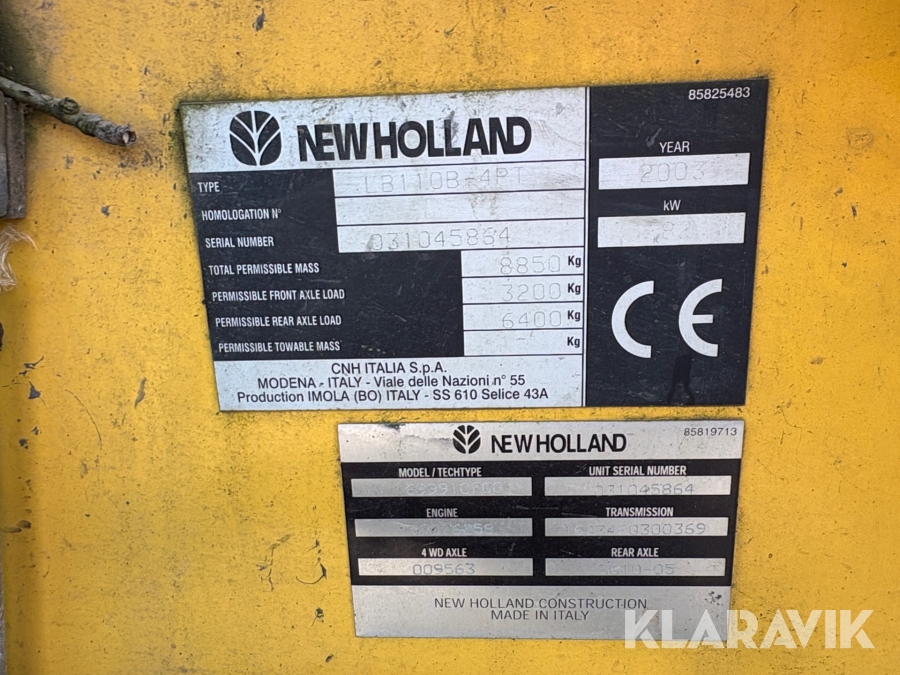 85825483
NEW HOLLAND
YEAR
TYPE LB110B-4PT
2003
HOMOLOGATION N°
kW
SERIAL NUMBER 031045864
82
TOTAL PERMISSIBLE MASS 8850 Kg
PERMISSIBLE FRONT AXLE LOAD 3200 Kg
PERMISSIBLE REAR AXLE LOAD 6400 Kg
PERMISSIBLE TOWABLE MASS - Kg
CE
CNH ITALIA S.p.A.
MODENA - ITALY - Viale delle Nazioni n° 55
Production IMOLA (BO) ITALY - SS 610 Selice 43A
NEW HOLLAND 85819713
MODEL / TECHTYPE UNIT SERIAL NUMBER
031045864
ENGINE TRANSMISSION
0300369
4 WD AXLE REAR AXLE
009563
NEW HOLLAND CONSTRUCTION
MADE IN ITALY
KLARAVIK